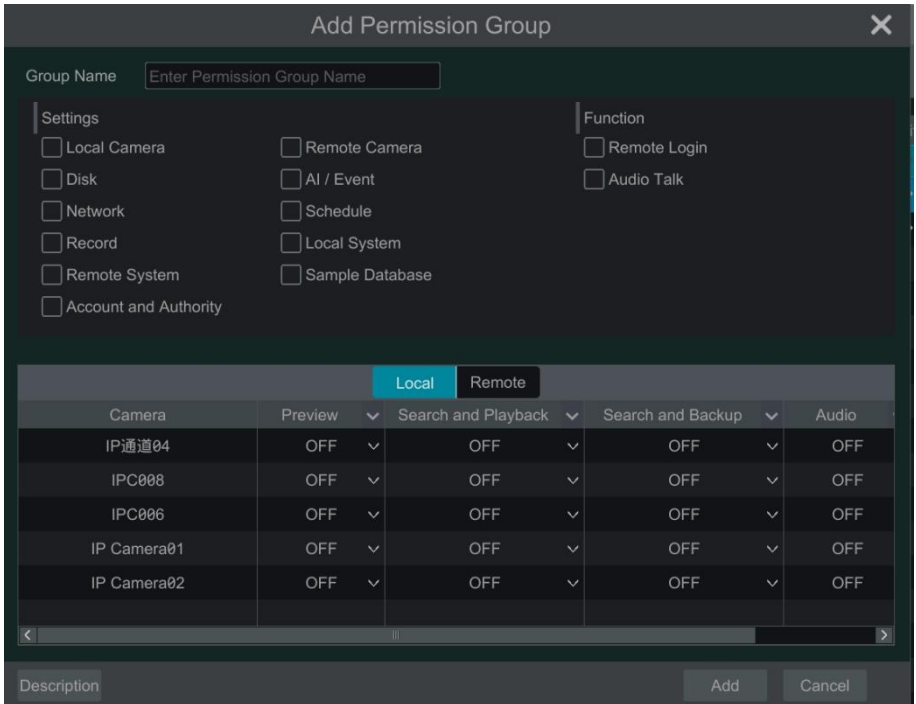 Add Permission Group
Group Name Enter Permission Group Name
Settings Function
Local Camera Remote Camera Remote Login
Disk AI / Event Audio Talk
Network Schedule
Record Local System
Remote System Sample Database
Account and Authority
Local Remote
Camera Preview Search and Playback Search and Backup Audio
IP通道04 OFF OFF OFF OFF
IPC008 OFF OFF OFF OFF
IPC006 OFF OFF OFF OFF
IP Camera01 OFF OFF OFF OFF
IP Camera02 OFF OFF OFF OFF
Description Add Cancel